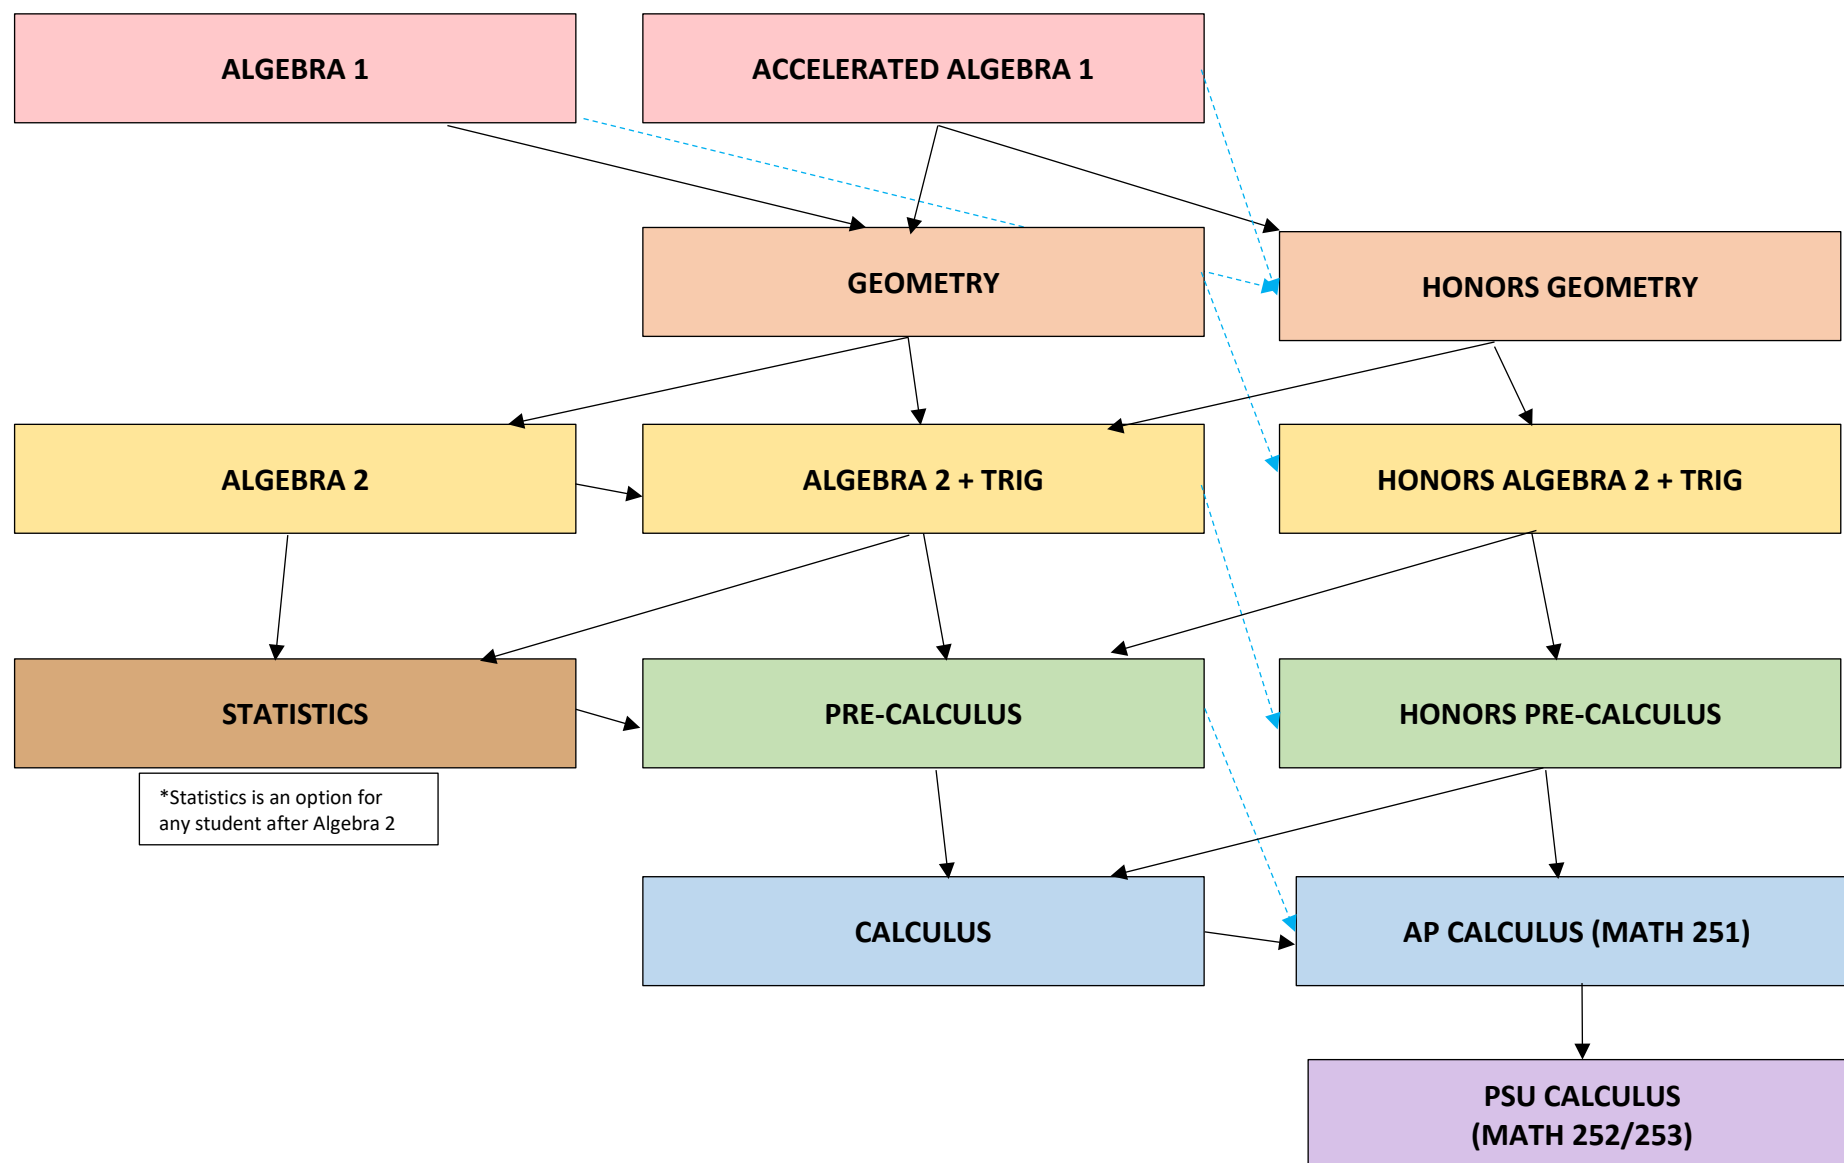 ALGEBRA 1
ACCELERATED ALGEBRA 1
GEOMETRY
HONORS GEOMETRY
ALGEBRA 2
ALGEBRA 2 + TRIG
HONORS ALGEBRA 2 + TRIG
STATISTICS
PRE-CALCULUS
HONORS PRE-CALCULUS
*Statistics is an option for
any student after Algebra 2
CALCULUS
AP CALCULUS (MATH 251)
PSU CALCULUS
(MATH 252/253)